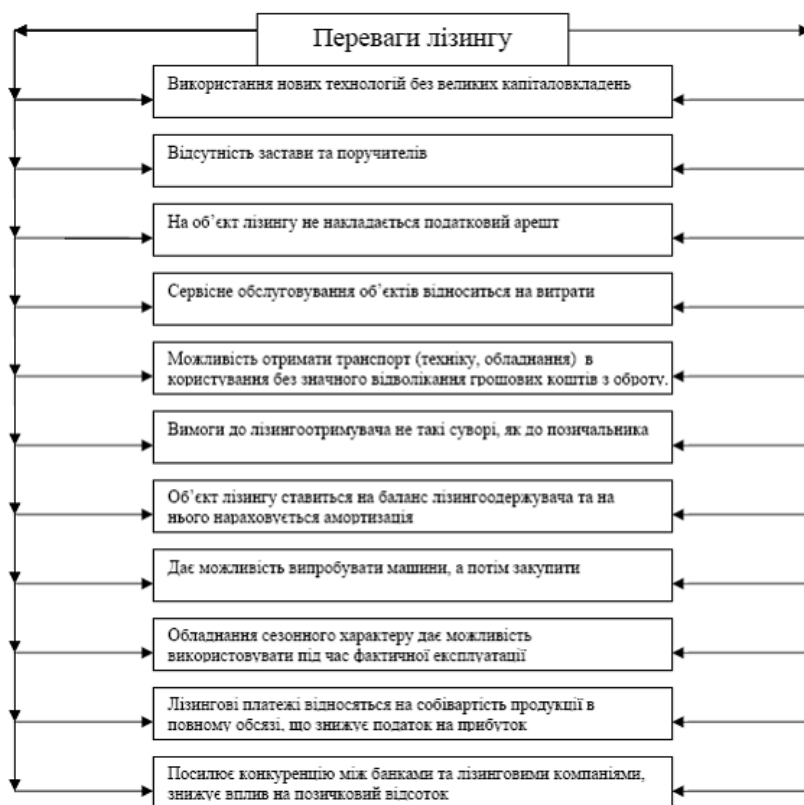 Переваги лізингу
Використання нових технологій без великих капіталовкладень
Відсутність застави та поручителів
На об’єкт лізингу не накладається податковий арешт
Сервісне обслуговування об’єктів відноситься на витрати
Можливість отримати транспорт (техніку, обладнання) в
користування без значного відволікання грошових коштів з оброту.
Вимоги до лізингоотримувача не такі суворі, як до позичальника
Об’єкт лізингу ставиться на баланс лізингоодержувача та на
нього нараховується амортизація
Дає можливість випробувати машини, а потім закупити
Обладнання сезонного характеру дає можливість
використовувати під час фактичної експлуатації
Лізингові платежі відносяться на собівартість продукції в
повному обсязі, що знижує податок на прибуток
Посилює конкуренцію між банками та лізинговими компаніями,
знижує вплив на позичковий відсоток